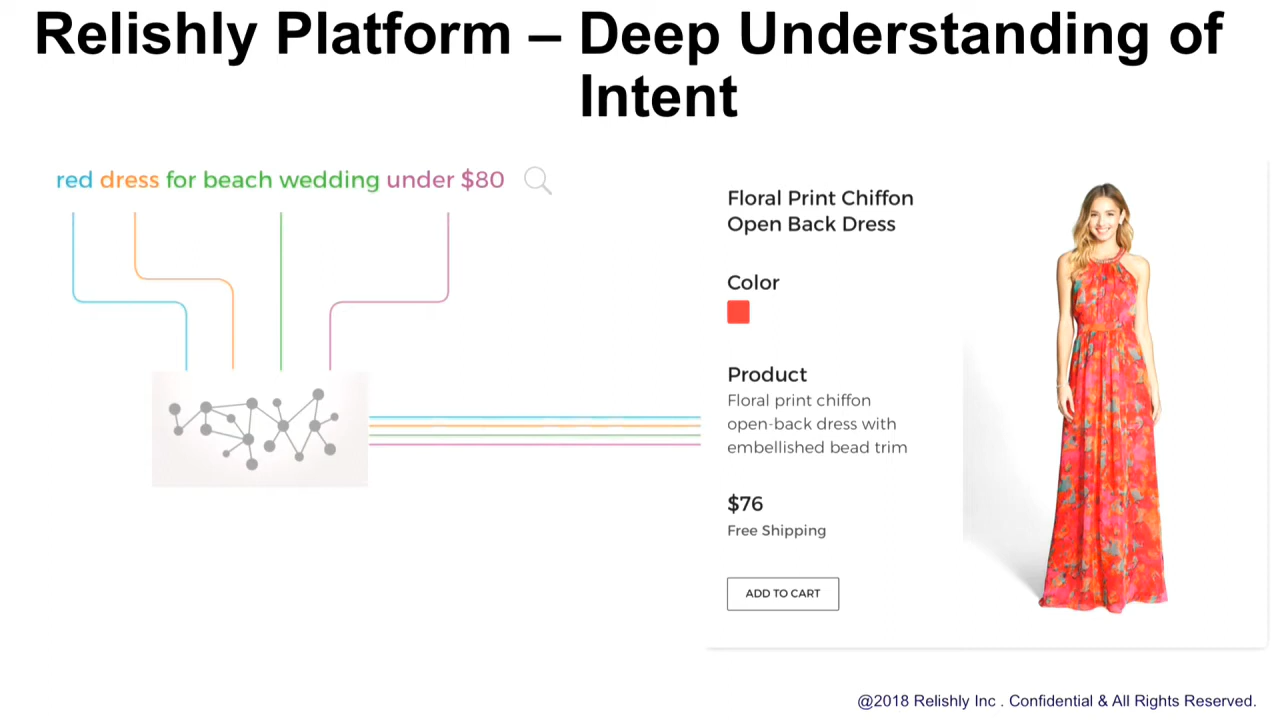 Relishly Platform – Deep Understanding of
Intent
red dress for beach wedding under $80
Floral Print Chiffon
Open Back Dress
Color
Product
Floral print chiffon
open-back dress with
embellished bead trim
$76
Free Shipping
ADD TO CART
@2018 Relishly Inc . Confidential & All Rights Reserved.